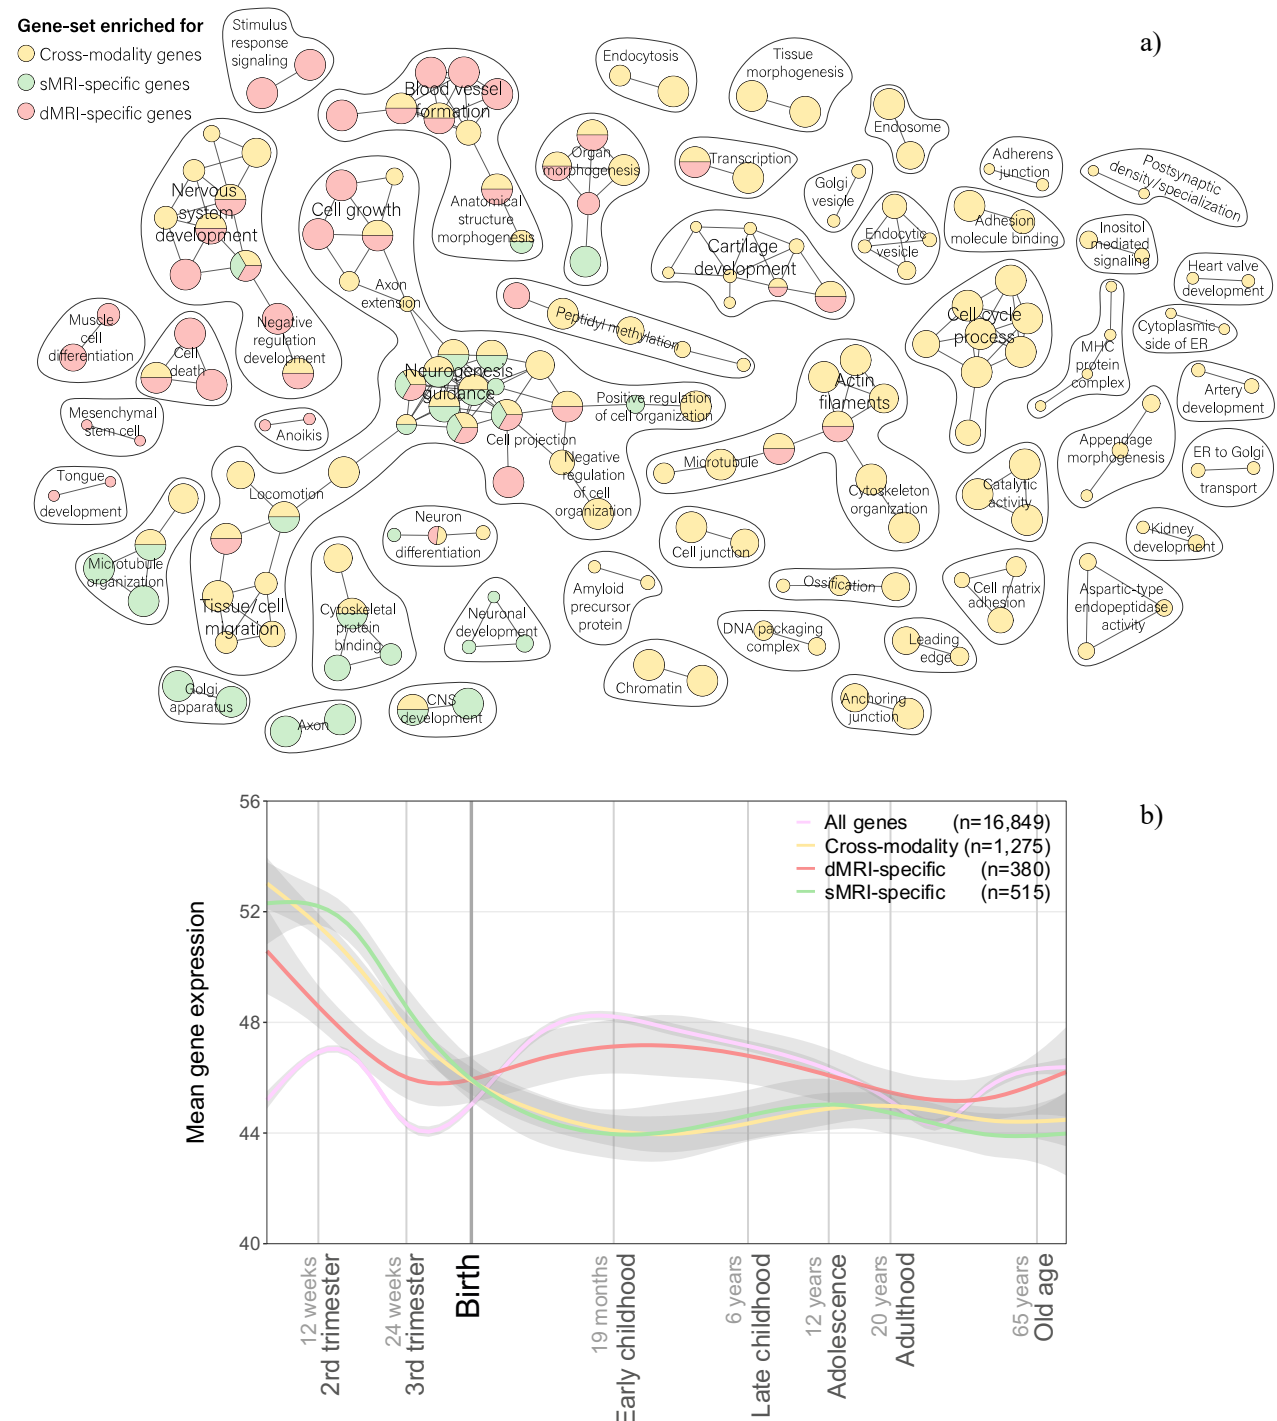 Gene-set enriched for
Cross-modality genes
sMRI-specific genes
dMRI-specific genes
a)
Stimulus
response
signaling
Blood vessel
formation
Endocytosis
Tissue
morphogenesis
Endosome
Nervous
system
development
Cell growth
Anatomical
structure
morphogenesis
Organ
morphogenesis
Transcription
Golgi
vesicle
Adherens
junction
Postsynaptic
density/specialization
Endocytic
vesicle
Adhesion
molecule binding
Inositol
mediated
signaling
Heart valve
development
Cartilage
development
Axon
extension
Peptidyl methylation
Cell cycle
process
MHC
protein
complex
Cytoplasmic
side of ER
Muscle
cell
differentiation
Cell
death
Negative
regulation
development
Neurogenesis
guidance
Actin
filaments
Artery
development
Mesenchymal
stem cell
Anoikis
Positive regulation
of cell organization
Cell projection
Negative
regulation
of cell
organization
Microtubule
Cytoskeleton
organization
Catalytic
activity
Appendage
morphogenesis
ER to Golgi
transport
Tongue
development
Locomotion
Neuron
differentiation
Cell junction
Kidney
development
Microtubule
organization
Tissue/cell
migration
Cytoskeletal
protein
binding
Neuronal
development
Amyloid
precursor
protein
Ossification
Cell matrix
adhesion
Aspartic-type
endopeptidase
activity
DNA packaging
complex
Leading
edge
Golgi
apparatus
Axon
CNS
development
Chromatin
Anchoring
junction
b)
56
52
48
44
40
Mean gene expression
All genes (n=16,849)
Cross-modality (n=1,275)
dMRI-specific (n=380)
sMRI-specific (n=515)
12 weeks
2rd trimester
24 weeks
3rd trimester
Birth
19 months
Early childhood
6 years
Late childhood
12 years
Adolescence
20 years
Adulthood
65 years
Old age